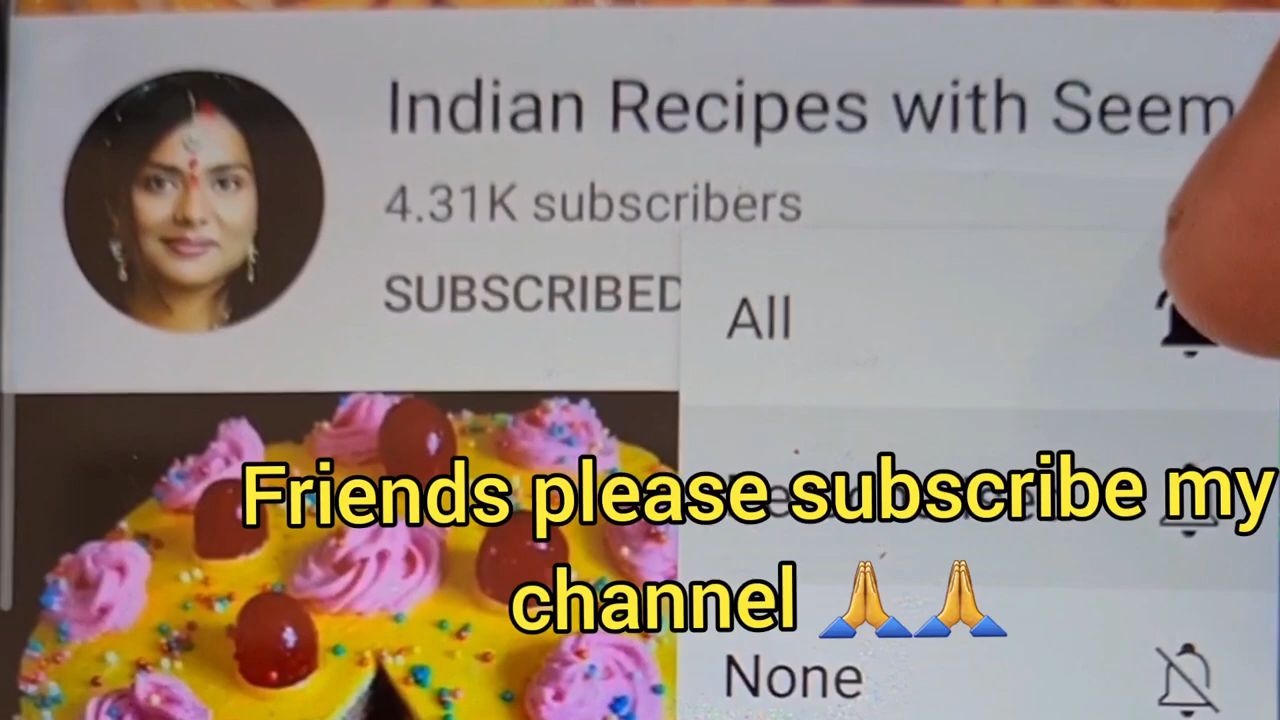 Indian Recipes with Seem
4.31K subscribers
SUBSCRIBED
All
Friends please subscribe my
channel 🙏🙏
None